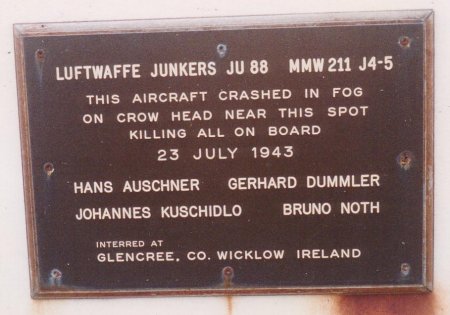 LUFTWAFFE JUNKERS JU 88 MMW 211 J4-5
THIS AIRCRAFT CRASHED IN FOG
ON CROW HEAD NEAR THIS SPOT
KILLING ALL ON BOARD
23 JULY 1943
HANS AUSCHNER GERHARD DUMMLER
JOHANNES KUSCHIDLO BRUNO NOTH
INTERRED AT
GLENCREE, CO. WICKLOW IRELAND